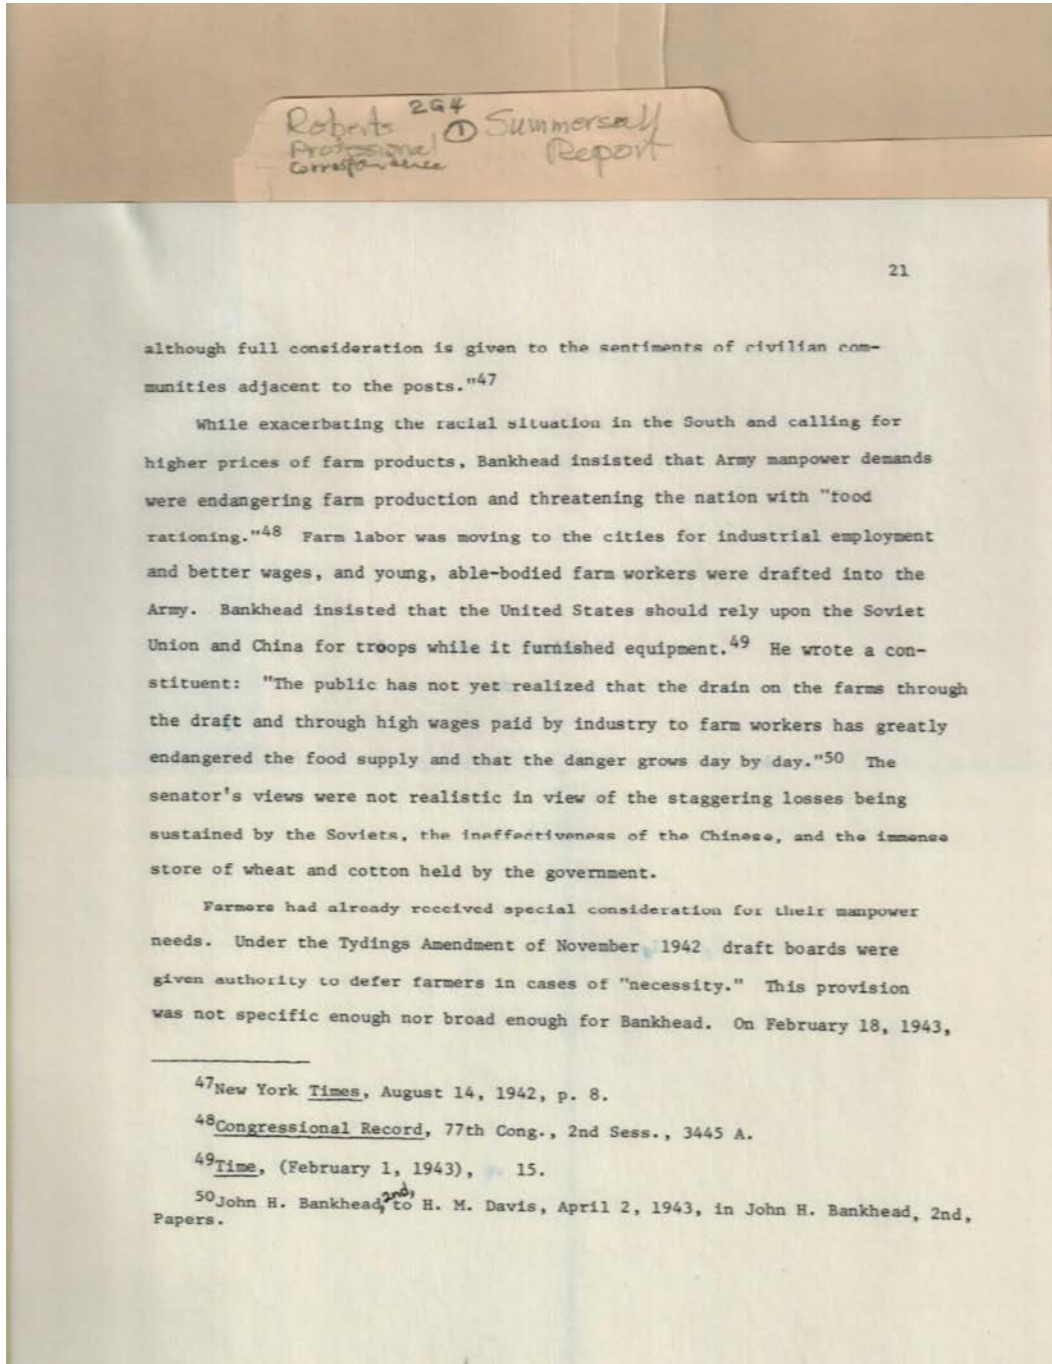 2G4
Roberts ① Summersell
Professional Report
Correspondence
21
although full consideration is given to the sentiments of civilian com-
munities adjacent to the posts."47
While exacerbating the racial situation in the South and calling for
higher prices of farm products, Bankhead insisted that Army manpower demands
were endangering farm production and threatening the nation with "food
rationing."48 Farm labor was moving to the cities for industrial employment
and better wages, and young, able-bodied farm workers were drafted into the
Army. Bankhead insisted that the United States should rely upon the Soviet
Union and China for troops while it furnished equipment.49 He wrote a con-
stituent: "The public has not yet realized that the drain on the farms through
the draft and through high wages paid by industry to farm workers has greatly
endangered the food supply and that the danger grows day by day."50 The
senator's views were not realistic in view of the staggering losses being
sustained by the Soviets, the ineffectiveness of the Chinese, and the immense
store of wheat and cotton held by the government.
Farmers had already received special consideration for their manpower
needs. Under the Tydings Amendment of November, 1942 draft boards were
given authority to defer farmers in cases of "necessity." This provision
was not specific enough nor broad enough for Bankhead. On February 18, 1943,
47New York Times, August 14, 1942, p. 8.
48Congressional Record, 77th Cong., 2nd Sess., 3445 A.
49Time, (February 1, 1943), 15.
50John H. Bankhead, 2nd, to H. M. Davis, April 2, 1943, in John H. Bankhead, 2nd,
Papers.